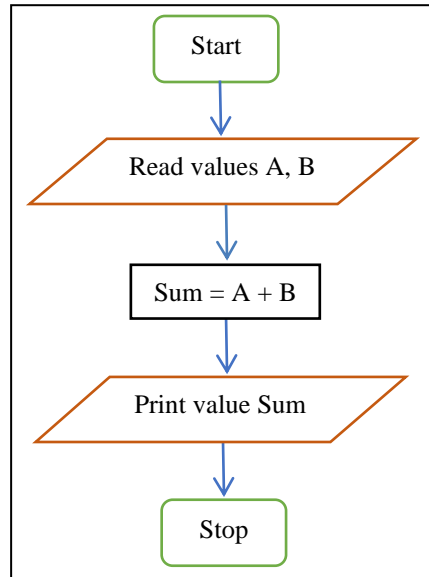 Start
Read values A, B
Sum = A + B
Print value Sum
Stop